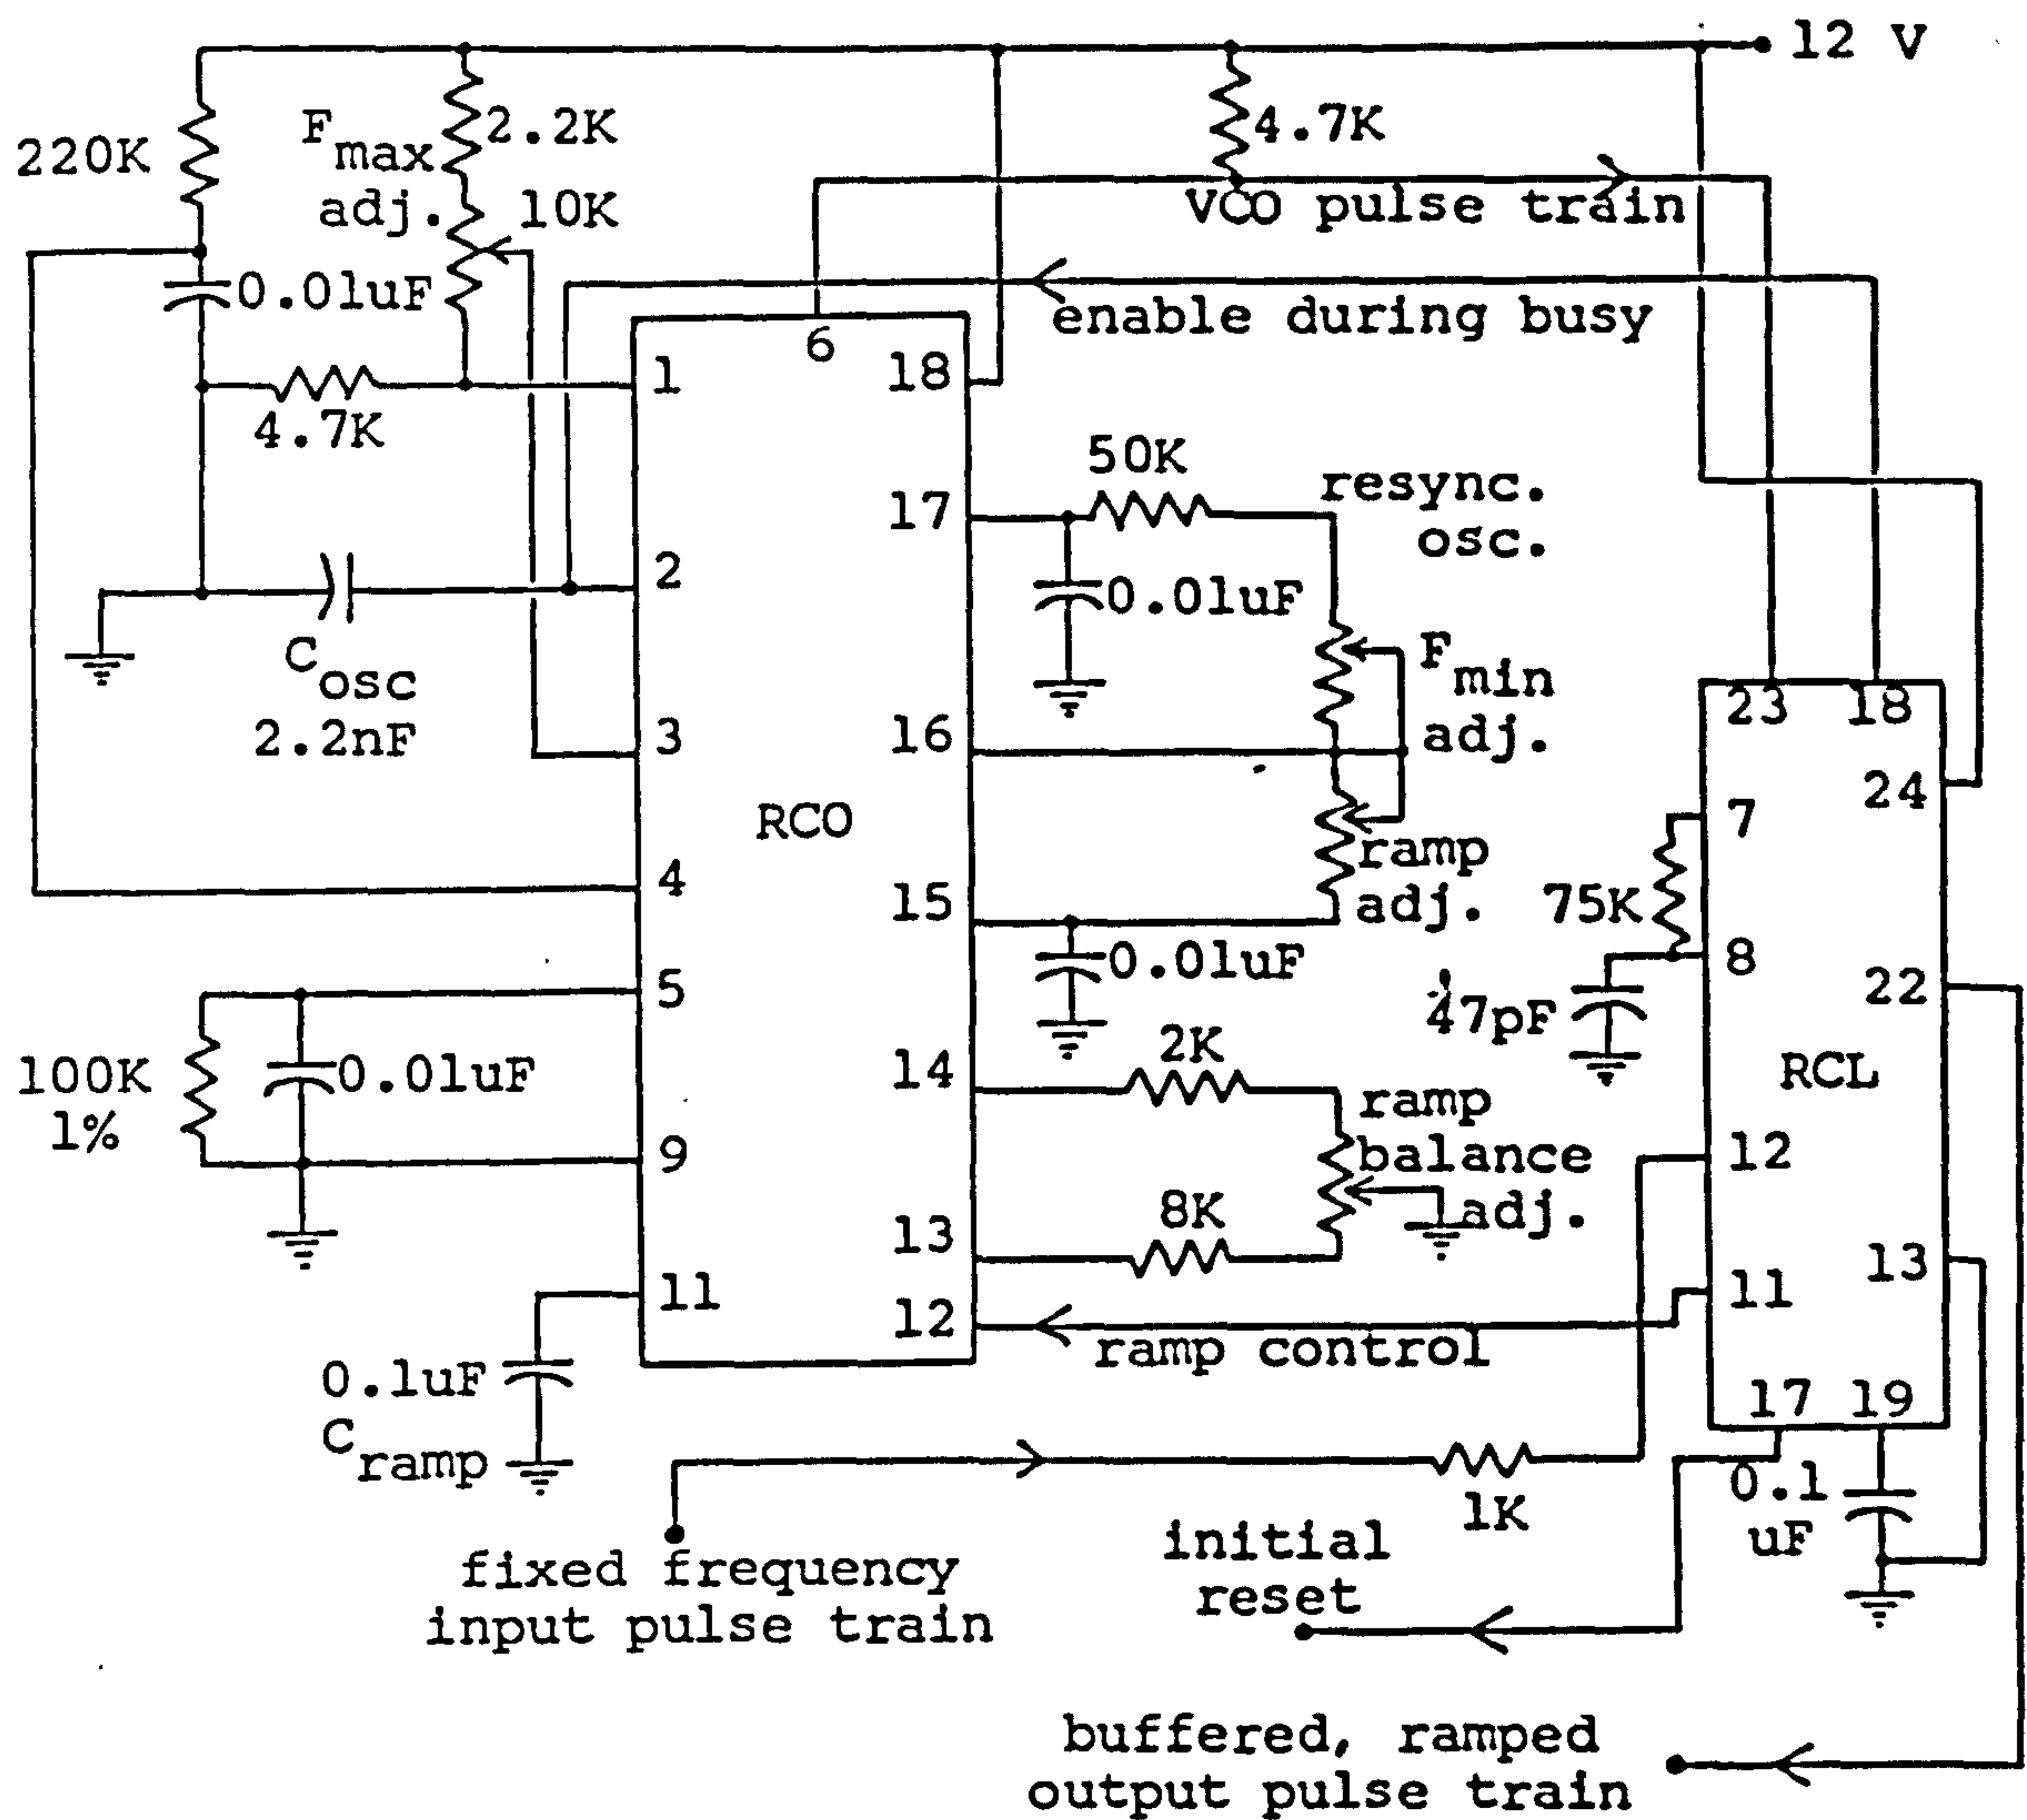 12 V
220K
F
max
adj.
2.2K
10K
4.7K
VCO pulse train
0.01uF
enable during busy
4.7K
6
1
18
50K
resync.
osc.
17
2
0.01uF
C
osc
2.2nF
F
min
adj.
3
16
23
18
24
RCO
7
4
15
ramp
adj.
75K
8
0.01uF
5
22
47pF
2K
14
RCL
100K
1%
0.01uF
ramp
balance
adj.
9
12
8K
13
13
11
11
12
ramp control
0.1uF
C
ramp
17
19
1K
0.1
uF
fixed frequency
input pulse train
initial
reset
buffered, ramped
output pulse train